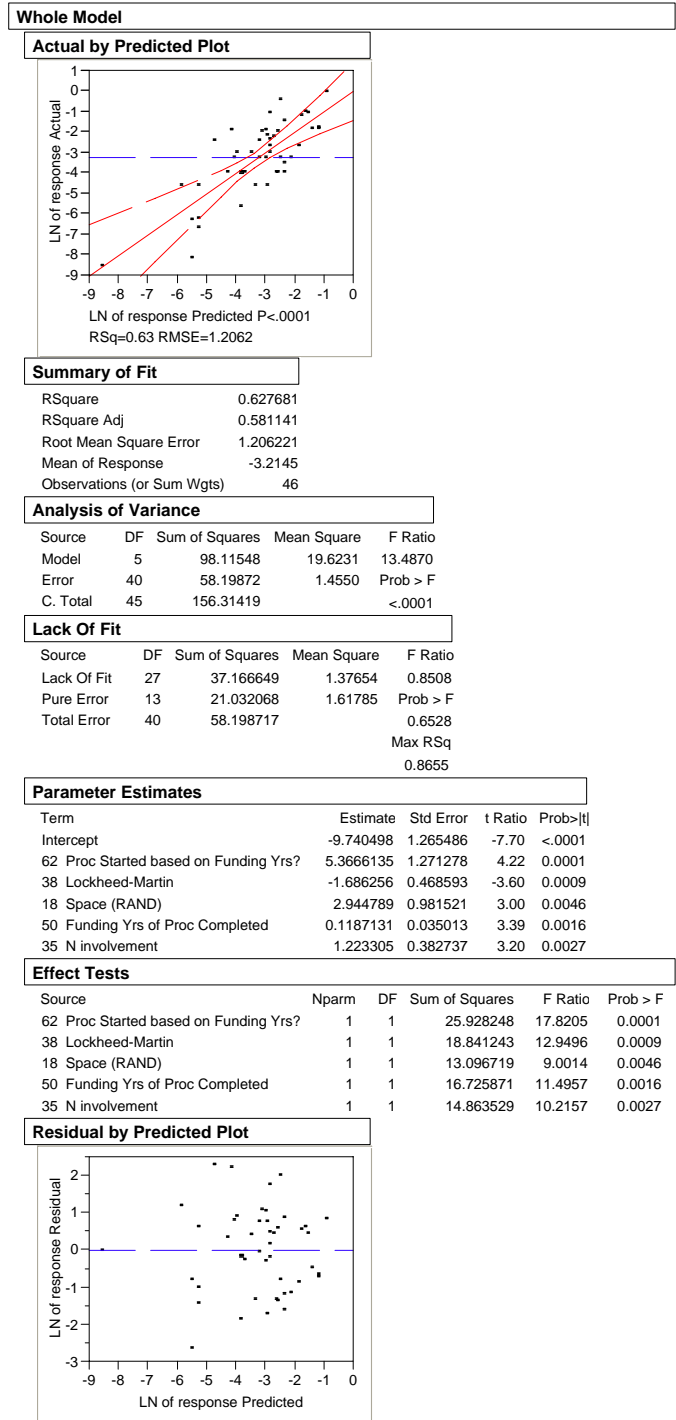 Whole Model
Actual by Predicted Plot
1
0
-1
-2
-3
-4
-5
-6
-7
-8
-9
LN of response Actual
-9 -8 -7 -6 -5 -4 -3 -2 -1 0
LN of response Predicted P<.0001
RSq=0.63 RMSE=1.2062
Summary of Fit
RSquare 0.627681
RSquare Adj 0.581141
Root Mean Square Error 1.206221
Mean of Response -3.2145
Observations (or Sum Wgts) 46
Analysis of Variance
Source DF Sum of Squares Mean Square F Ratio
Model 5 98.11548 19.6231 13.4870
Error 40 58.19872 1.4550 Prob > F
C. Total 45 156.31419 <.0001
Lack Of Fit
Source DF Sum of Squares Mean Square F Ratio
Lack Of Fit 27 37.166649 1.37654 0.8508
Pure Error 13 21.032068 1.61785 Prob > F
Total Error 40 58.198717 0.6528
Max RSq
0.8655
Parameter Estimates
Term Estimate Std Error t Ratio Prob>|t|
Intercept -9.740498 1.265486 -7.70 <.0001
62 Proc Started based on Funding Yrs? 5.3666135 1.271278 4.22 0.0001
38 Lockheed-Martin -1.686256 0.468593 -3.60 0.0009
18 Space (RAND) 2.944789 0.981521 3.00 0.0046
50 Funding Yrs of Proc Completed 0.1187131 0.035013 3.39 0.0016
35 N involvement 1.223305 0.382737 3.20 0.0027
Effect Tests
Source Nparm DF Sum of Squares F Ratio Prob > F
62 Proc Started based on Funding Yrs? 1 1 25.928248 17.8205 0.0001
38 Lockheed-Martin 1 1 18.841243 12.9496 0.0009
18 Space (RAND) 1 1 13.096719 9.0014 0.0046
50 Funding Yrs of Proc Completed 1 1 16.725871 11.4957 0.0016
35 N involvement 1 1 14.863529 10.2157 0.0027
Residual by Predicted Plot
2
1
0
-1
-2
-3
LN of response Residual
-9 -8 -7 -6 -5 -4 -3 -2 -1 0
LN of response Predicted